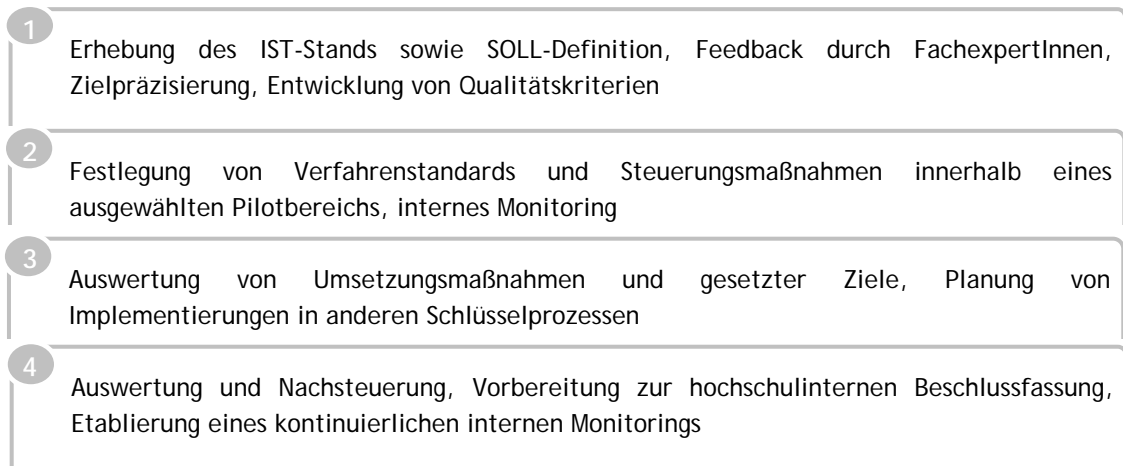 1
Erhebung des IST-Stands sowie SOLL-Definition, Feedback durch FachexpertInnen,
Zielpräzisierung, Entwicklung von Qualitätskriterien
2
Festlegung von Verfahrenstandards und Steuerungsmaßnahmen innerhalb eines
ausgewählten Pilotbereichs, internes Monitoring
3
Auswertung von Umsetzungsmaßnahmen und gesetzter Ziele, Planung von
Implementierungen in anderen Schlüsselprozessen
4
Auswertung und Nachsteuerung, Vorbereitung zur hochschulinternen Beschlussfassung,
Etablierung eines kontinuierlichen internen Monitorings